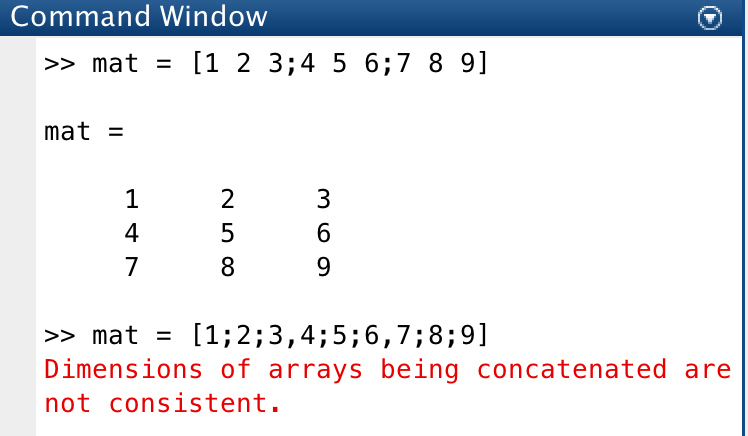 Command Window
>> mat = [1 2 3;4 5 6;7 8 9]
mat =
1 2 3
4 5 6
7 8 9
>> mat = [1;2;3,4;5;6,7;8;9]
Dimensions of arrays being concatenated are
not consistent.